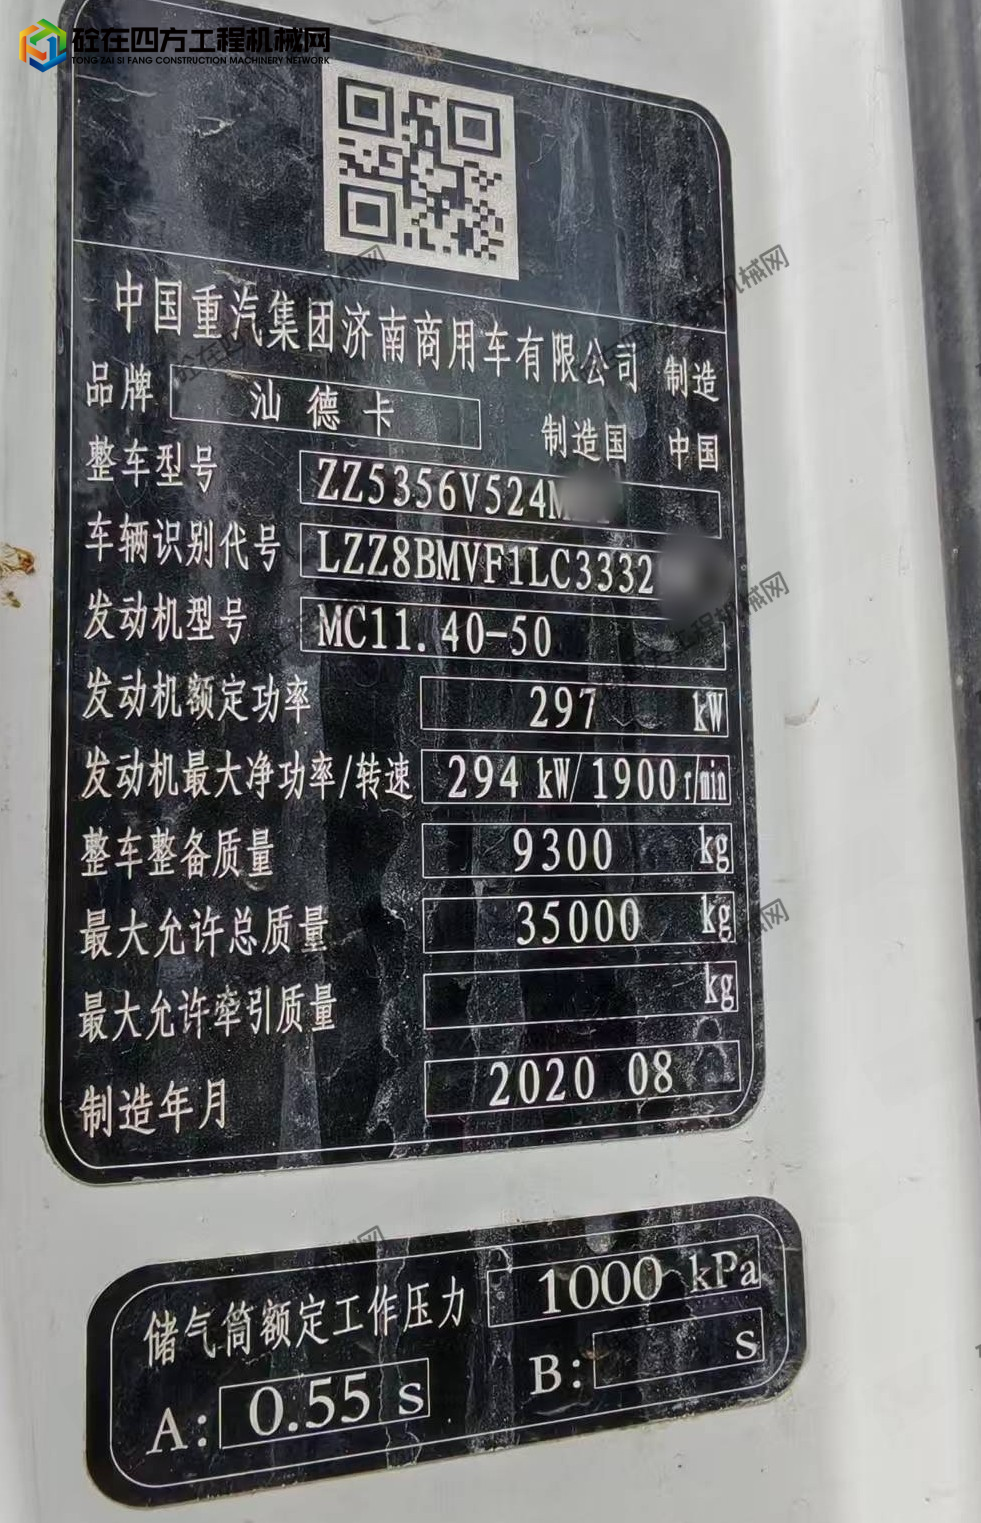 砼在四方工程机械网
TONG ZAI SI FANG CONSTRUCTION MACHINERY NETWORK
中国重汽集团济南商用车有限公司 制造
品牌 汕德卡 制造国 中国
整车型号 ZZ5356V524M
车辆识别代号 LZZ8BMVF1LC3332
发动机型号 MC11.40-50
发动机额定功率 297 kW
发动机最大净功率/转速 294 kW/1900 r/min
整车整备质量 9300 kg
最大允许总质量 35000 kg
最大允许牵引质量 kg
制造年月 2020 08
储气筒额定工作压力 1000 kPa
A: 0.55 s B: s